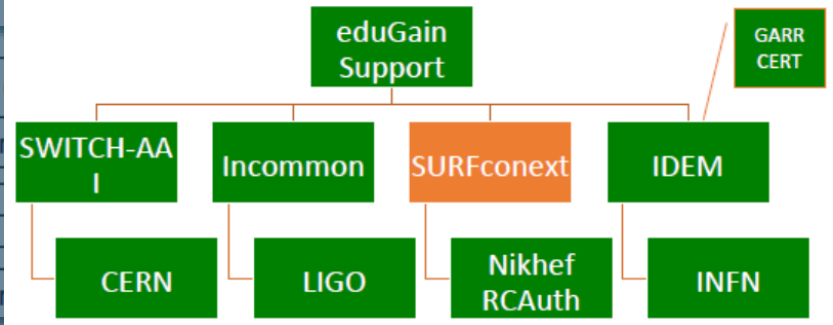 eduGain
Support
GARR
CERT
SWITCH-AA
I
Incommon
SURFconext
IDEM
CERN
LIGO
Nikhef
RCAuth
INFN